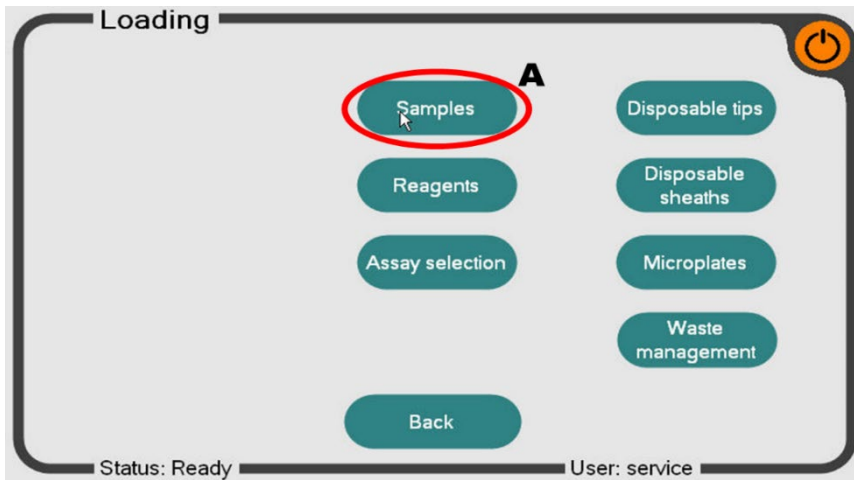 Loading
A
Samples
Disposable tips
Reagents
Disposable
sheaths
Assay selection
Microplates
Waste
management
Back
Status: Ready
User: service